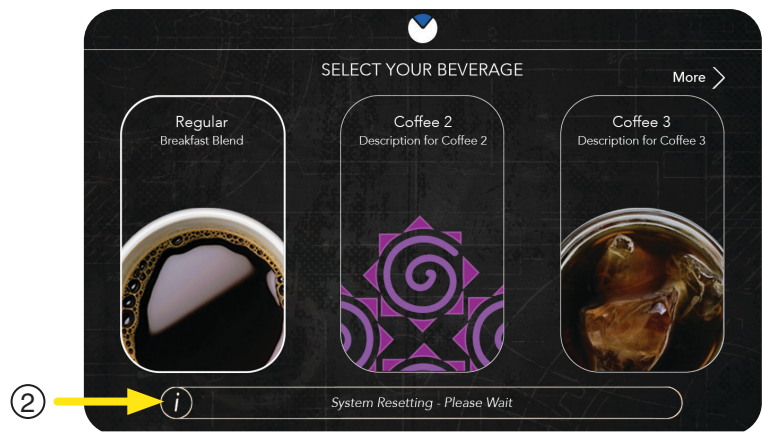 SELECT YOUR BEVERAGE
More
Regular
Breakfast Blend
Coffee 2
Description for Coffee 2
Coffee 3
Description for Coffee 3
2
i
System Resetting - Please Wait